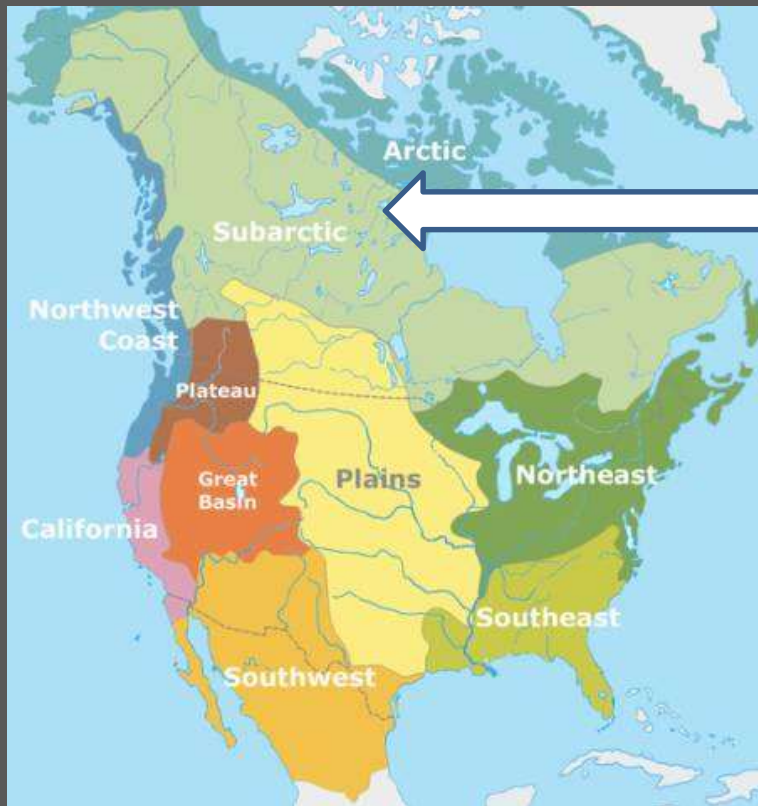 Arctic
Subarctic
Northwest
Coast
Plateau
Great
Basin
Plains
Northeast
California
Southeast
Southwest